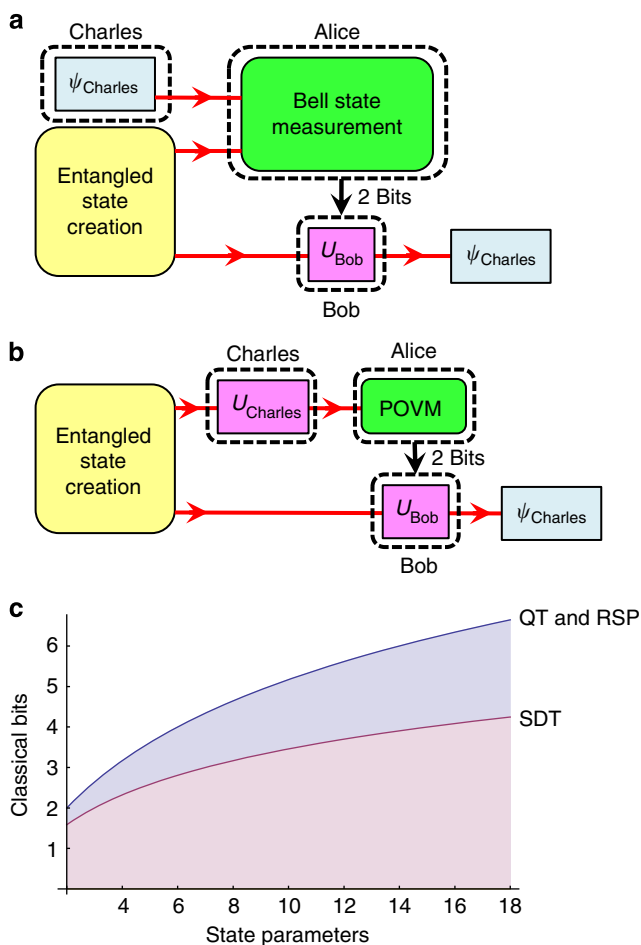 a
Charles
Alice
ψCharles
Bell state
measurement
Entangled
state
creation
2 Bits
UBob
ψCharles
Bob
b
Charles
Alice
Entangled
state
creation
UCharles
POVM
2 Bits
UBob
ψCharles
Bob
c
QT and RSP
SDT
Classical bits
6
5
4
3
2
1
4 6 8 10 12 14 16 18
State parameters